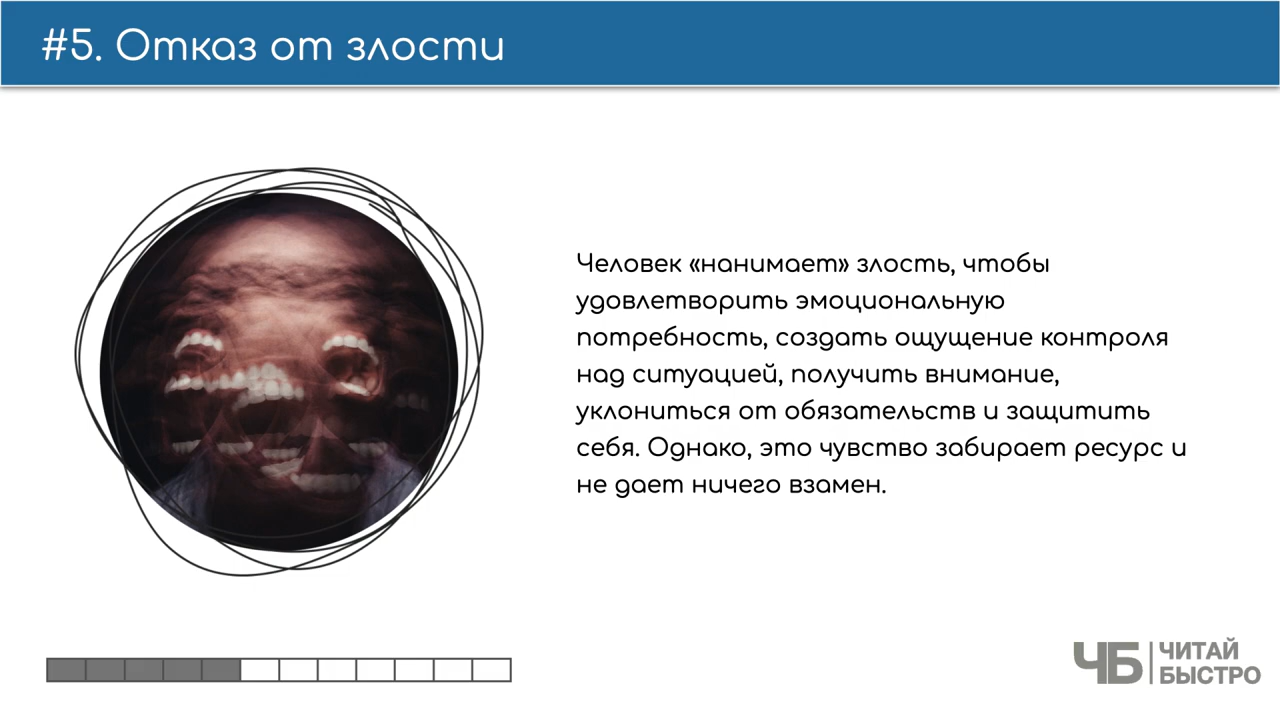 #5. Отказ от злости
Человек «нанимает» злость, чтобы
удовлетворить эмоциональную
потребность, создать ощущение контроля
над ситуацией, получить внимание,
уклониться от обязательств и защитить
себя. Однако, это чувство забирает ресурс и
не дает ничего взамен.
ЧБ
ЧИТАЙ
БЫСТРО